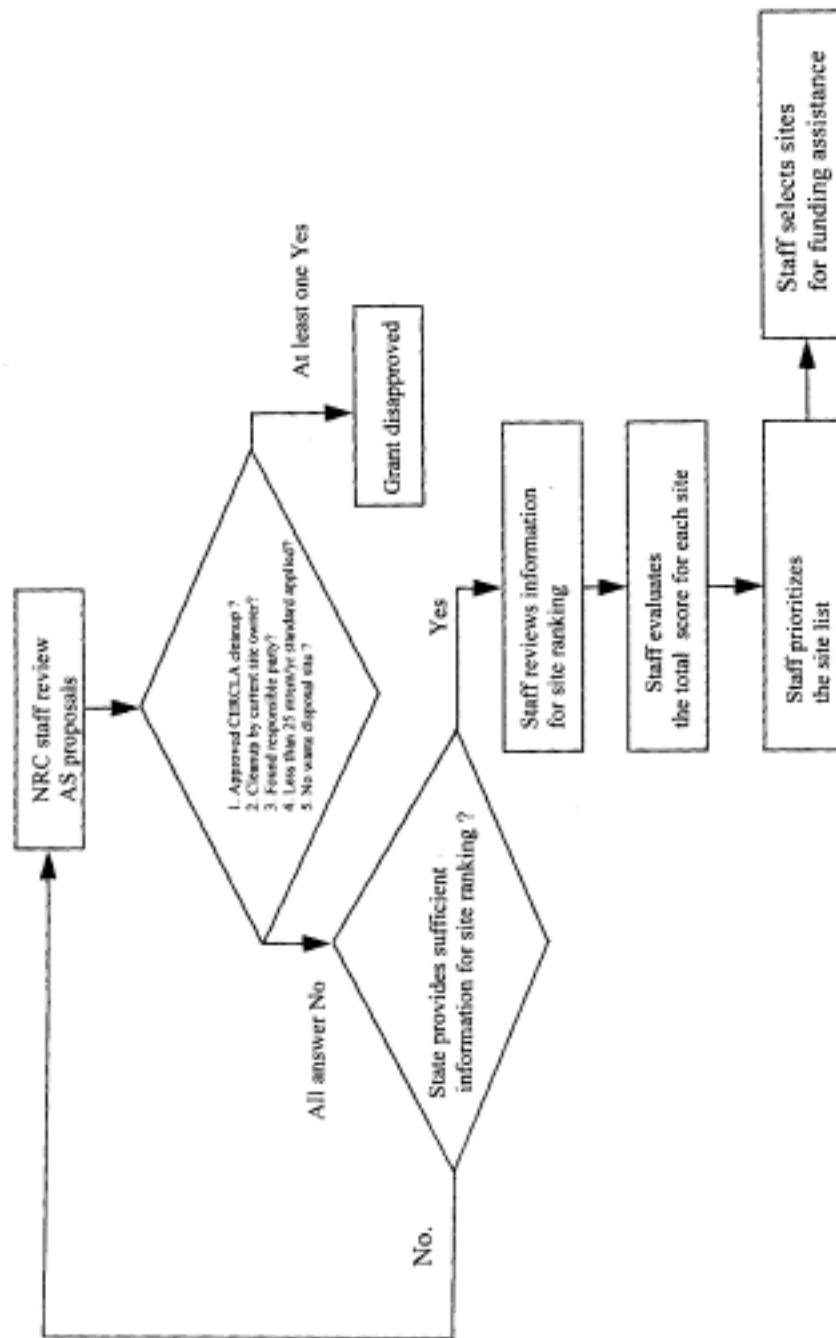 NRC staff review
AS proposals
1. Approved CERCLA cleanup ?
2. Cleanup by current site owner?
3. Found responsible party?
4. Less than 25 mrem/yr standard applied?
5. No waste disposal site ?
At least one Yes
Grant disapproved
All answer No
State provides sufficient
information for site ranking ?
No.
Yes
Staff reviews information
for site ranking
Staff evaluates
the total score for each site
Staff prioritizes
the site list
Staff selects sites
for funding assistance